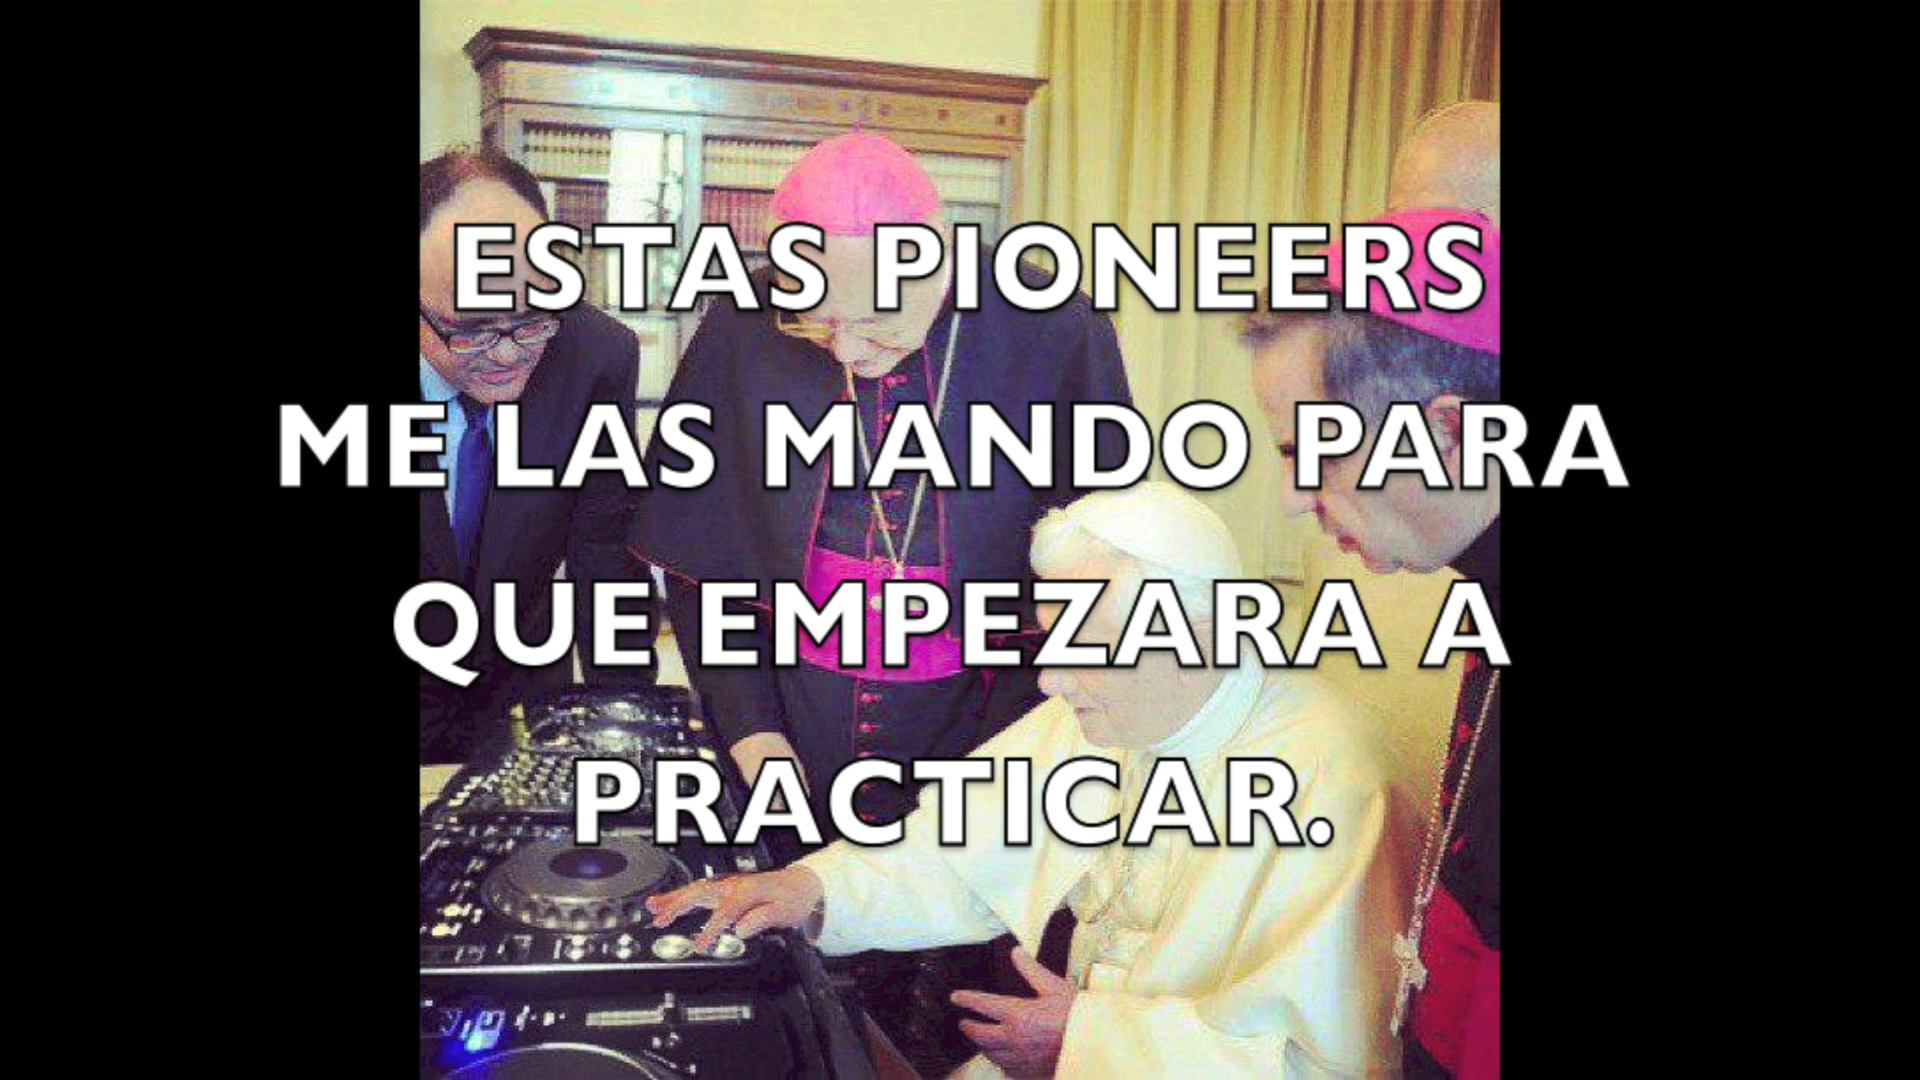 ESTAS PIONEERS
ME LAS MANDO PARA
QUE EMPEZARA A
PRACTICAR.